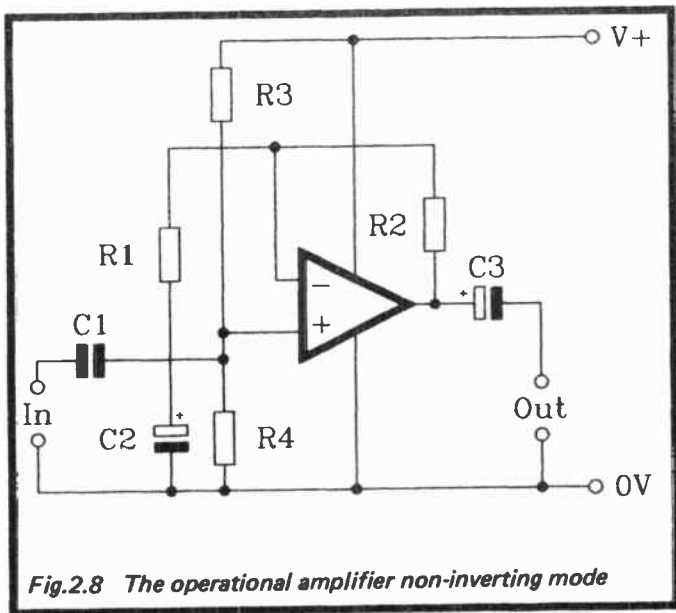 V+
R3
R1
R2
C3
+
−
+
C1
In
C2
+
R4
Out
0V
Fig.2.8 The operational amplifier non-inverting mode